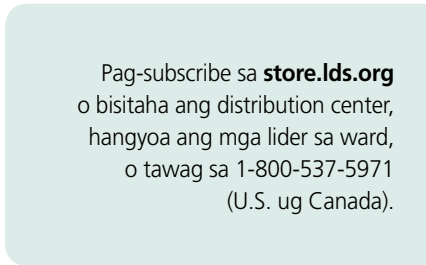 Pag-subscribe sa store.lds.org
o bisitaha ang distribution center,
hangyoa ang mga lider sa ward,
o tawag sa 1-800-537-5971
(U.S. ug Canada).